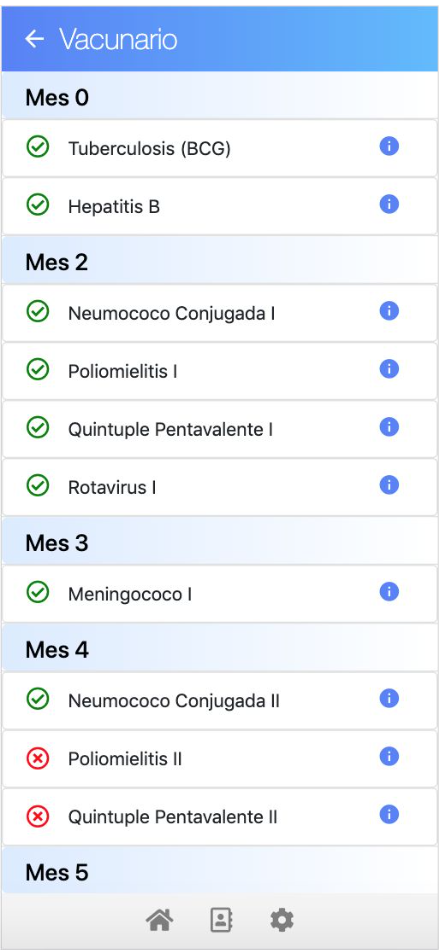 Vacunario
Mes 0
Tuberculosis (BCG)
Hepatitis B
Mes 2
Neumococo Conjugada I
Poliomielitis I
Quintuple Pentavalente I
Rotavirus I
Mes 3
Meningococo I
Mes 4
Neumococo Conjugada II
Poliomielitis II
Quintuple Pentavalente II
Mes 5